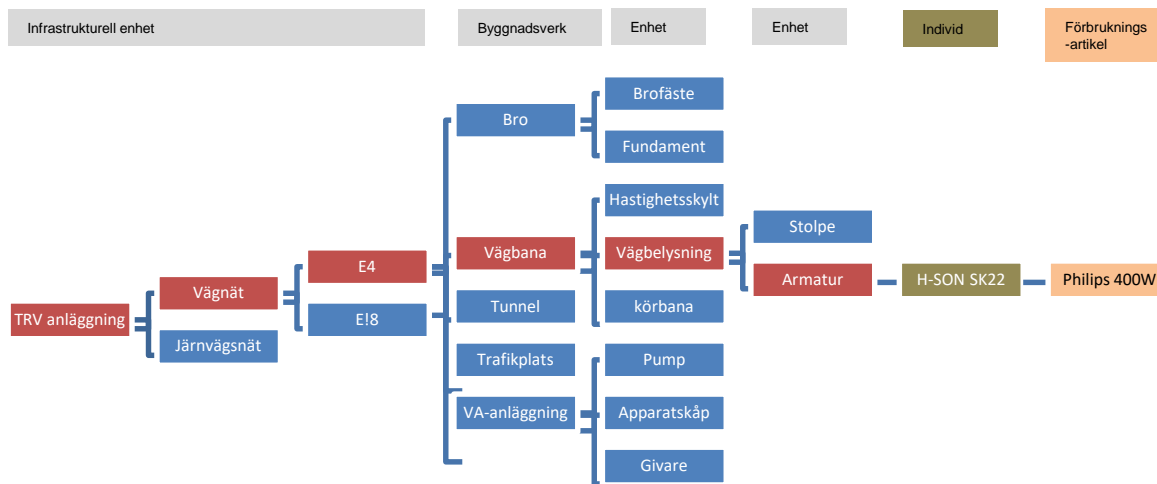 Infrastrukturell enhet
Byggnadsverk
Enhet
Enhet
Individ
Förbruknings
-artikel
Brofäste
Bro
Fundament
Hastighetsskylt
Stolpe
E4
Vägbana
Vägbelysning
Vägnät
Armatur
H-SON SK22
Philips 400W
TRV anläggning
E!8
Tunnel
körbana
Järnvägsnät
Trafikplats
Pump
VA-anläggning
Apparatskåp
Givare